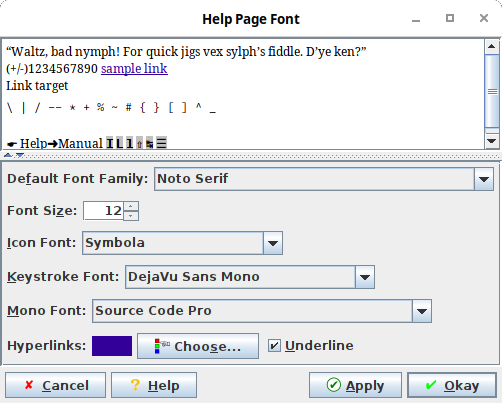 Help Page Font
“Waltz, bad nymph! For quick jigs vex sylph’s fiddle. D’ye ken?”
(+/-)1234567890 sample link
Link target
\ | / -- * + % ~ # { } [ ] ^ _
☛ Help➜Manual I L 1 ⇧ ↹ ☰
Default Font Family: Noto Serif
Font Size: 12
Icon Font: Symbola
Keystroke Font: DejaVu Sans Mono
Mono Font: Source Code Pro
Hyperlinks: Choose... Underline
Cancel Help Apply Okay